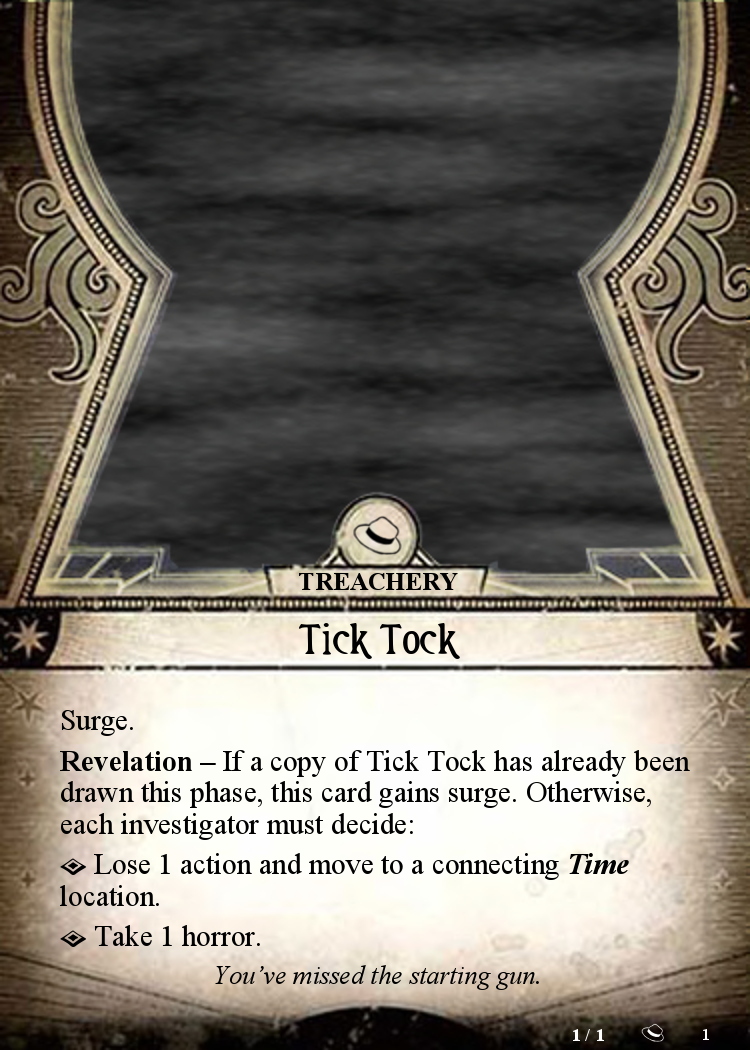 TREACHERY
Tick Tock
Surge.
Revelation – If a copy of Tick Tock has already been
drawn this phase, this card gains surge. Otherwise,
each investigator must decide:
Lose 1 action and move to a connecting Time
location.
Take 1 horror.
You’ve missed the starting gun.
1 / 1 1